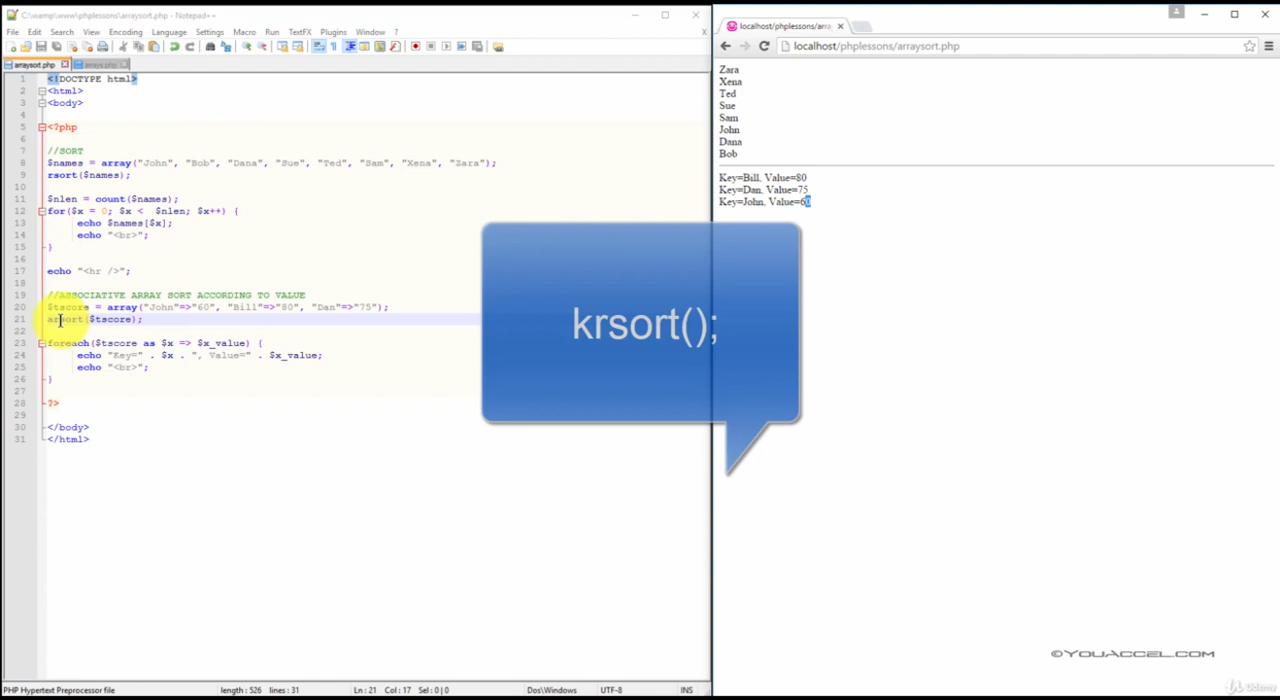 C:\wamp\www\phplessons\arraysort.php - Notepad++
File Edit Search View Encoding Language Settings Macro Run TextFX Plugins Window ?
X
arraysort.php arrays.php
1 <!DOCTYPE html>
2 <html>
3 <body>
4
5 <?php
6
7 //SORT
8 $names = array("John", "Bob", "Dana", "Sue", "Ted", "Sam", "Xena", "Zara");
9 rsort($names);
10
11 $nlen = count($names);
12 for($x = 0; $x < $nlen; $x++) {
13 echo $names[$x];
14 echo "<br>";
15 }
16
17 echo "<hr />";
18
19 //ASSOCIATIVE ARRAY SORT ACCORDING TO VALUE
20 $tscore = array("John"=>"60", "Bill"=>"80", "Dan"=>"75");
21 arsort($tscore);
22
23 foreach($tscore as $x => $x_value) {
24 echo "Key=" . $x . ", Value=" . $x_value;
25 echo "<br>";
26 }
27
28 ?>
29
30 </body>
31 </html>
PHP Hypertext Preprocessor file length : 526 lines : 31 Ln : 21 Col : 17 Sel : 0 | 0 Dos\Windows UTF-8 INS
krsort();
localhost/phplessons/arra
localhost/phplessons/arraysort.php
Zara
Xena
Ted
Sue
Sam
John
Dana
Bob
Key=Bill, Value=80
Key=Dan, Value=75
Key=John, Value=60
©YOUACCEL.COM
Udemy